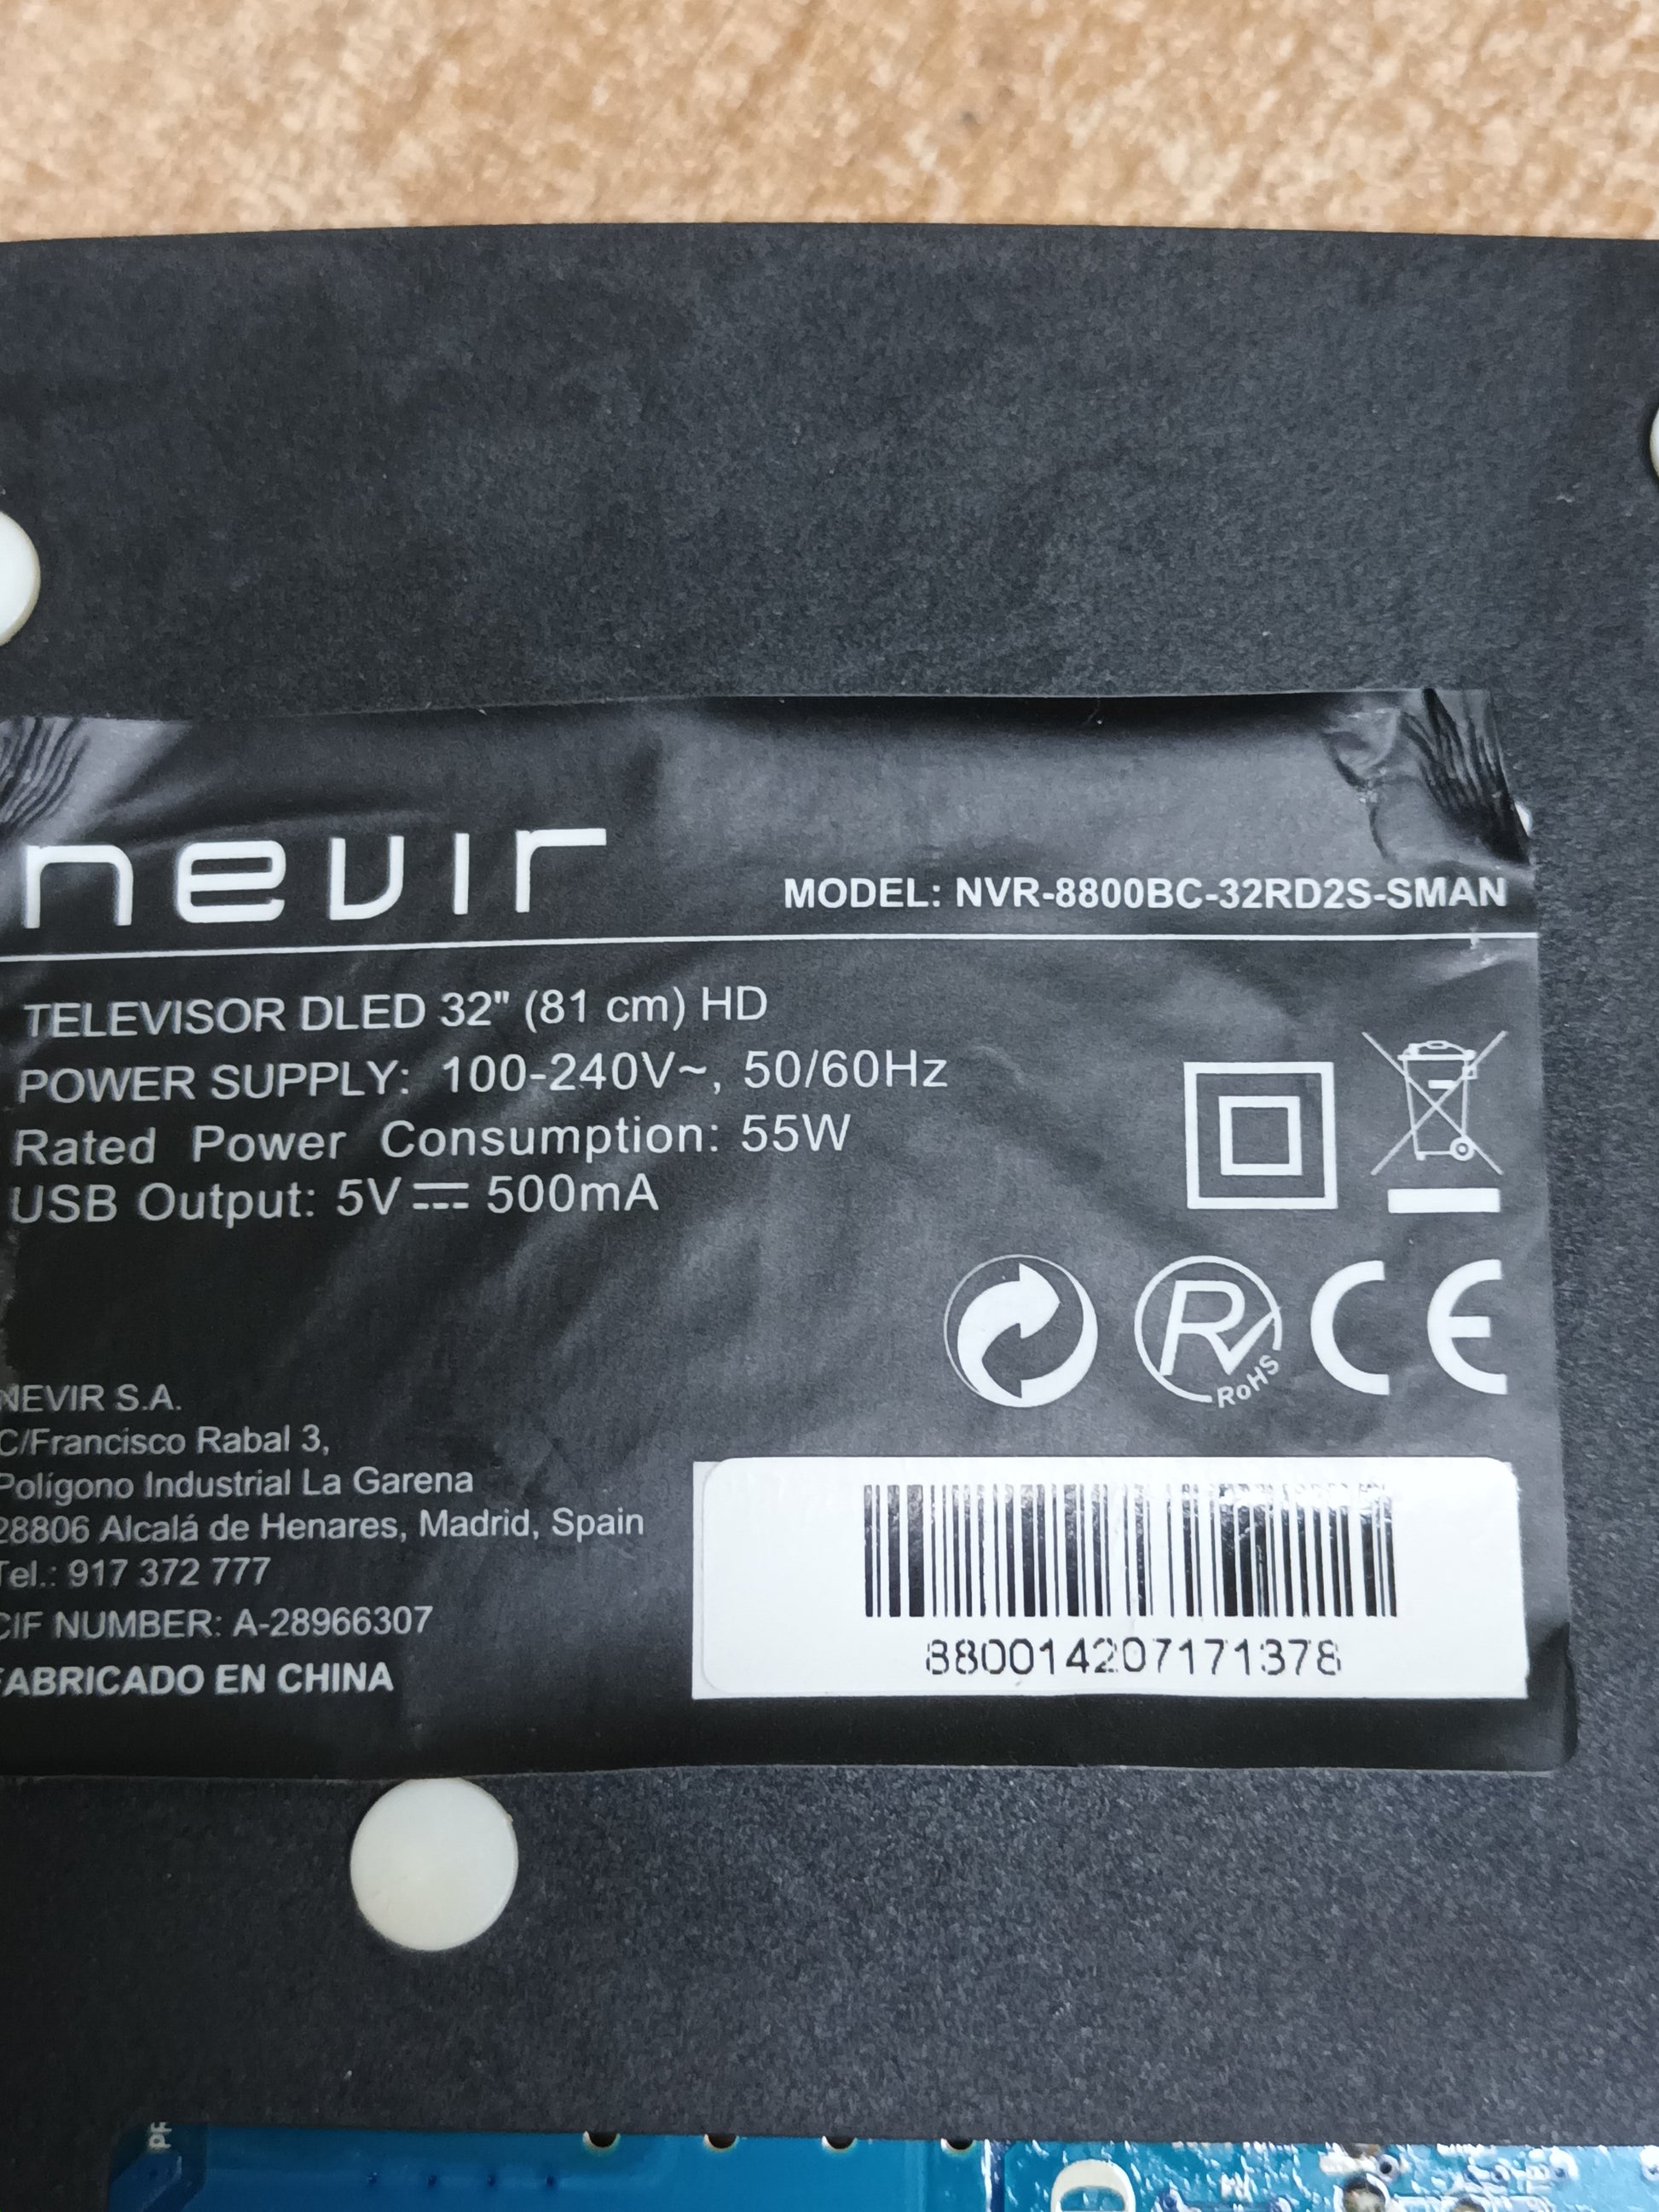 nevir
MODEL: NVR-8800BC-32RD2S-SMAN
TELEVISOR DLED 32" (81 cm) HD
POWER SUPPLY: 100-240V~, 50/60Hz
Rated Power Consumption: 55W
USB Output: 5V⎓500mA
RoHS
CE
NEVIR S.A.
C/Francisco Rabal 3,
Polígono Industrial La Garena
28806 Alcalá de Henares, Madrid, Spain
Tel.: 917 372 777
CIF NUMBER: A-28966307
FABRICADO EN CHINA
880014207171378